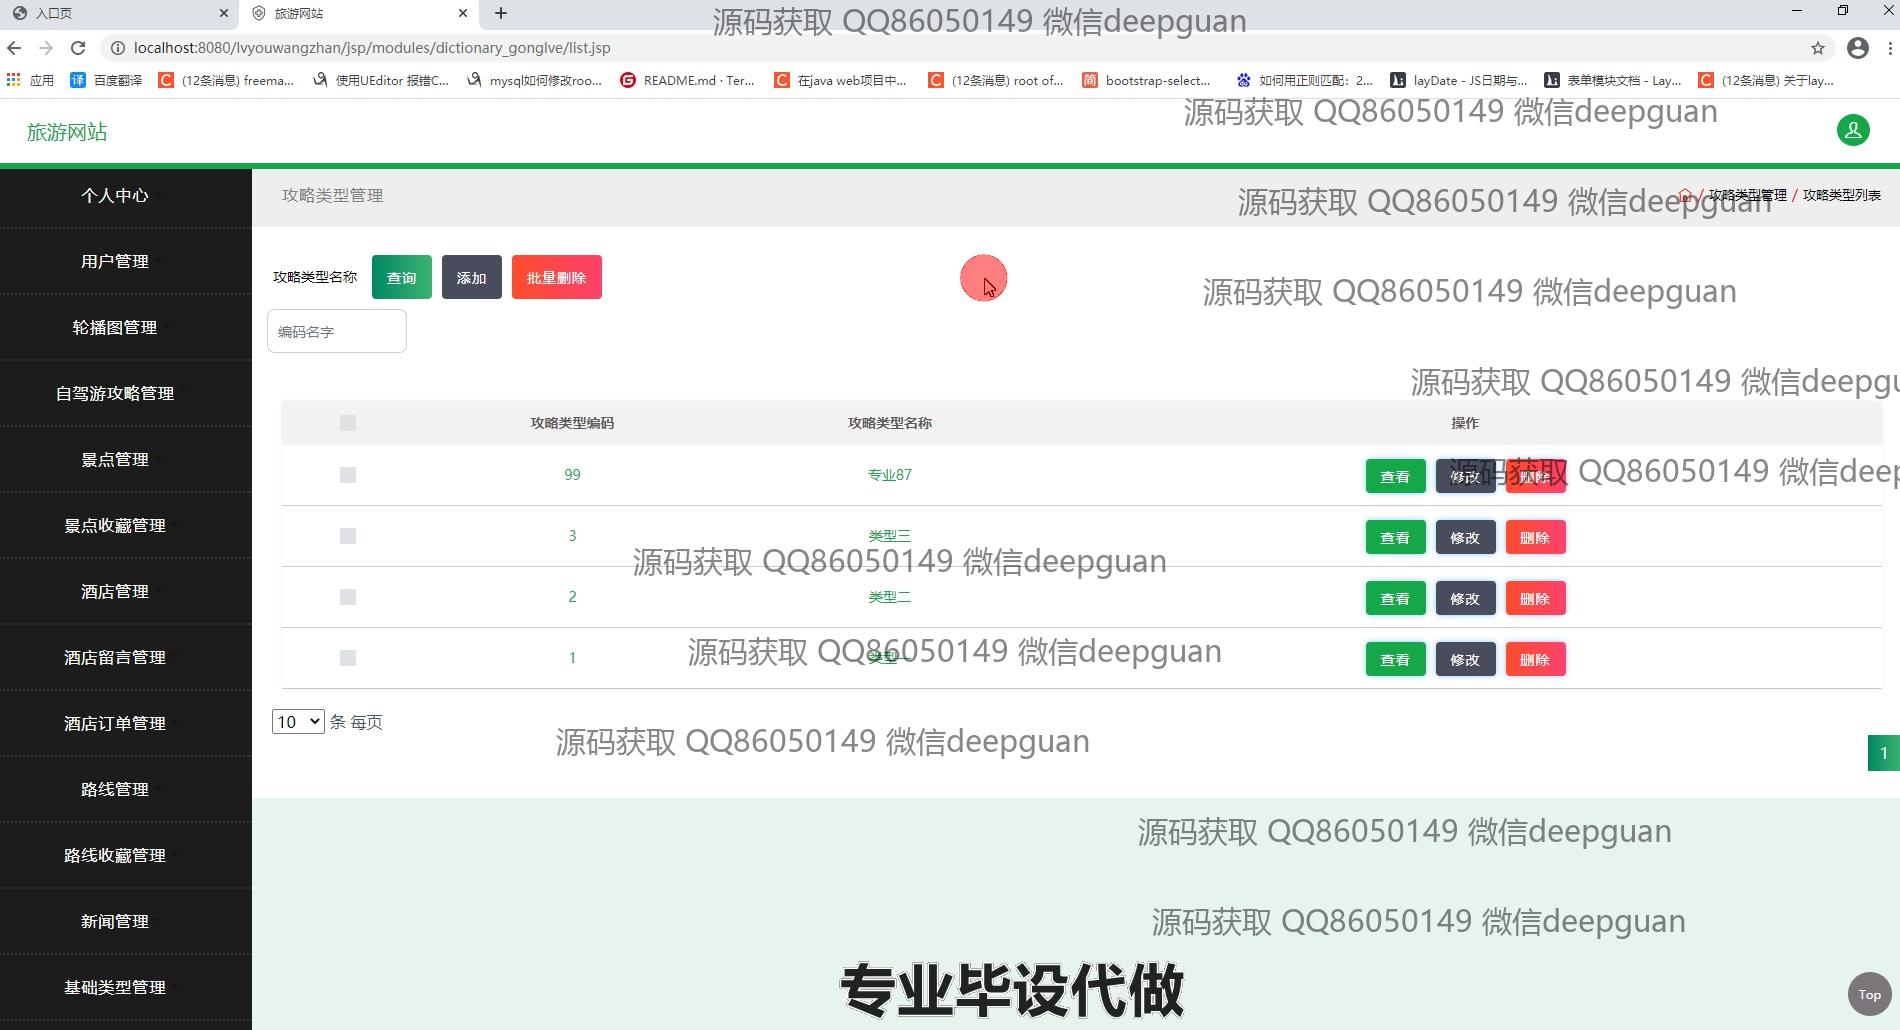 入口页
旅游网站
源码获取 QQ86050149 微信deepguan
localhost:8080/lvyouwangzhan/jsp/modules/dictionary_gonglve/list.jsp
应用 百度翻译 (12条消息) freema... 使用UEditor 报错C... mysql如何修改roo... README.md · Ter... 在java web项目中... (12条消息) root of... bootstrap-select... 如何用正则匹配：2... layDate - JS日期与... 表单模块文档 - Lay... (12条消息) 关于lay...
源码获取 QQ86050149 微信deepguan
旅游网站
个人中心
用户管理
轮播图管理
自驾游攻略管理
景点管理
景点收藏管理
酒店管理
酒店留言管理
酒店订单管理
路线管理
路线收藏管理
新闻管理
基础类型管理
攻略类型管理
/ 攻略类型管理 / 攻略类型列表
源码获取 QQ86050149 微信deepguan
攻略类型名称 查询 添加 批量删除
源码获取 QQ86050149 微信deepguan
编码名字
源码获取 QQ86050149 微信deepgu
攻略类型编码 攻略类型名称 操作
99 专业87 查看 修改 删除
源码获取 QQ86050149 微信deep
3 类型三 查看 修改 删除
源码获取 QQ86050149 微信deepguan
2 类型二 查看 修改 删除
1 类型一 查看 修改 删除
源码获取 QQ86050149 微信deepguan
10 条 每页
源码获取 QQ86050149 微信deepguan
1
源码获取 QQ86050149 微信deepguan
源码获取 QQ86050149 微信deepguan
专业毕设代做
Top